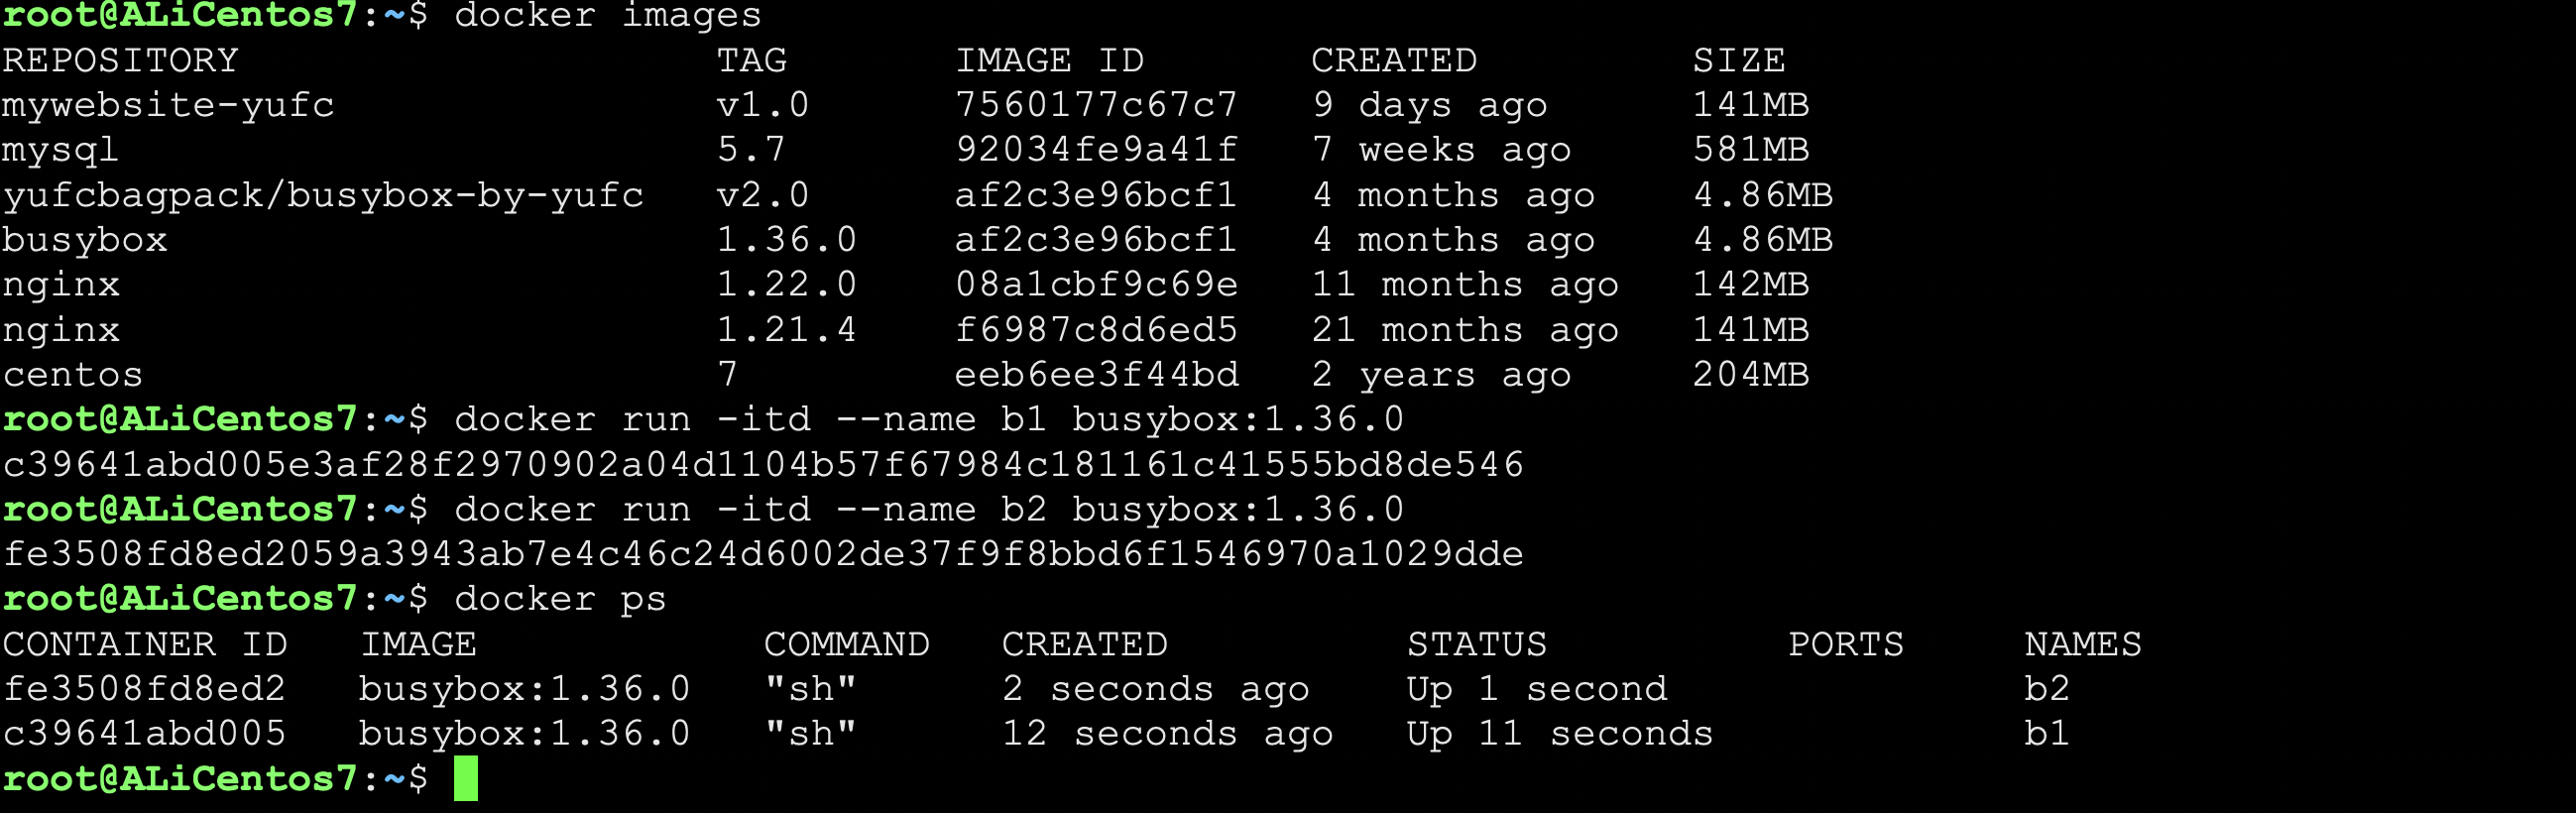 root@ALiCentos7:~$ docker images
REPOSITORY TAG IMAGE ID CREATED SIZE
mywebsite-yufc v1.0 7560177c67c7 9 days ago 141MB
mysql 5.7 92034fe9a41f 7 weeks ago 581MB
yufcbagpack/busybox-by-yufc v2.0 af2c3e96bcf1 4 months ago 4.86MB
busybox 1.36.0 af2c3e96bcf1 4 months ago 4.86MB
nginx 1.22.0 08a1cbf9c69e 11 months ago 142MB
nginx 1.21.4 f6987c8d6ed5 21 months ago 141MB
centos 7 eeb6ee3f44bd 2 years ago 204MB
root@ALiCentos7:~$ docker run -itd --name b1 busybox:1.36.0
c39641abd005e3af28f2970902a04d1104b57f67984c181161c41555bd8de546
root@ALiCentos7:~$ docker run -itd --name b2 busybox:1.36.0
fe3508fd8ed2059a3943ab7e4c46c24d6002de37f9f8bbd6f1546970a1029dde
root@ALiCentos7:~$ docker ps
CONTAINER ID IMAGE COMMAND CREATED STATUS PORTS NAMES
fe3508fd8ed2 busybox:1.36.0 "sh" 2 seconds ago Up 1 second b2
c39641abd005 busybox:1.36.0 "sh" 12 seconds ago Up 11 seconds b1
root@ALiCentos7:~$